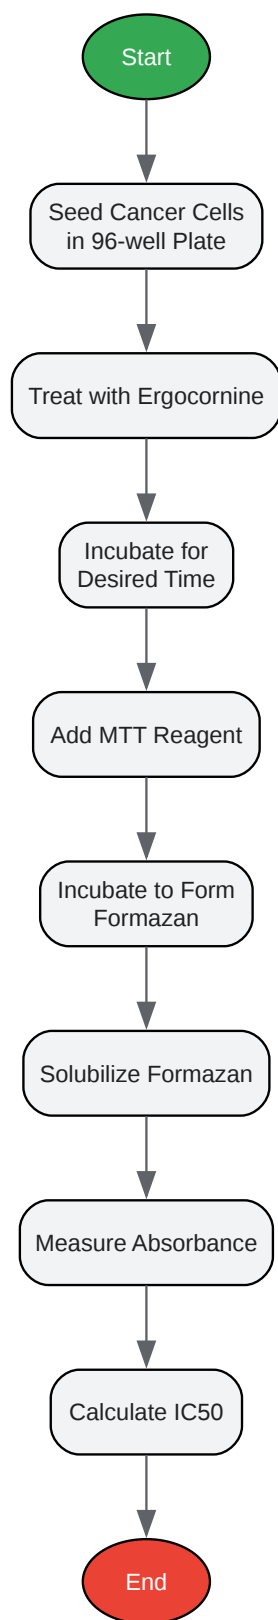 Start
Seed Cancer Cells
in 96-well Plate
Treat with Ergocornine
Incubate for
Desired Time
Add MTT Reagent
Incubate to Form
Formazan
Solubilize Formazan
Measure Absorbance
Calculate IC50
End